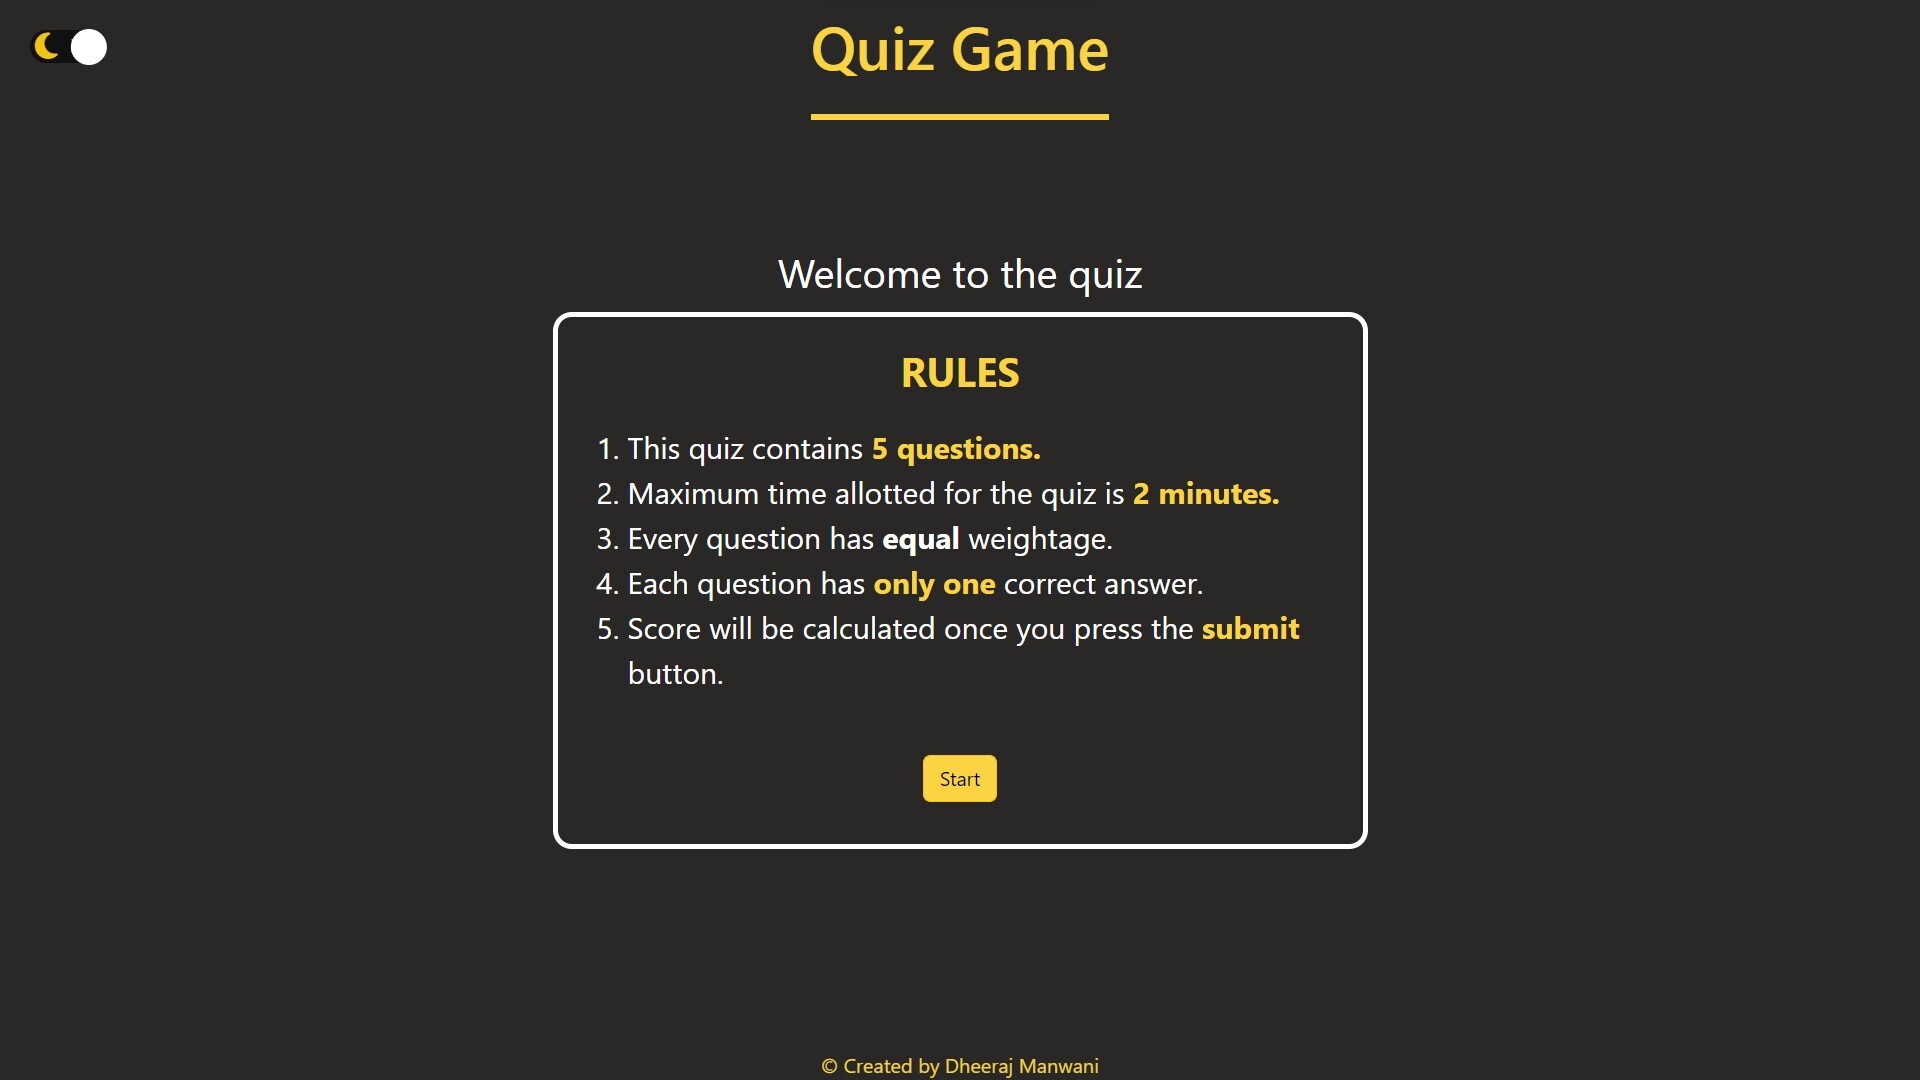 Quiz Game
Welcome to the quiz
RULES
1. This quiz contains 5 questions.
2. Maximum time allotted for the quiz is 2 minutes.
3. Every question has equal weightage.
4. Each question has only one correct answer.
5. Score will be calculated once you press the submit
button.
Start
© Created by Dheeraj Manwani